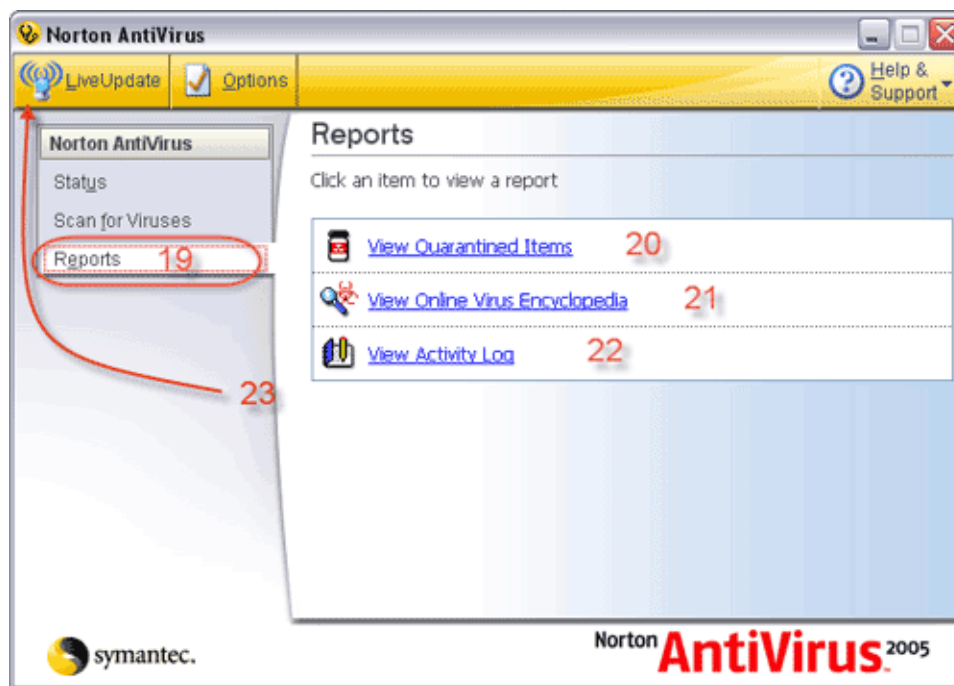 Norton AntiVirus
LiveUpdate
Options
Help & Support
Norton AntiVirus
Status
Scan for Viruses
Reports 19
23
Reports
Click an item to view a report
View Quarantined Items 20
View Online Virus Encyclopedia 21
View Activity Log 22
symantec.
Norton AntiVirus 2005